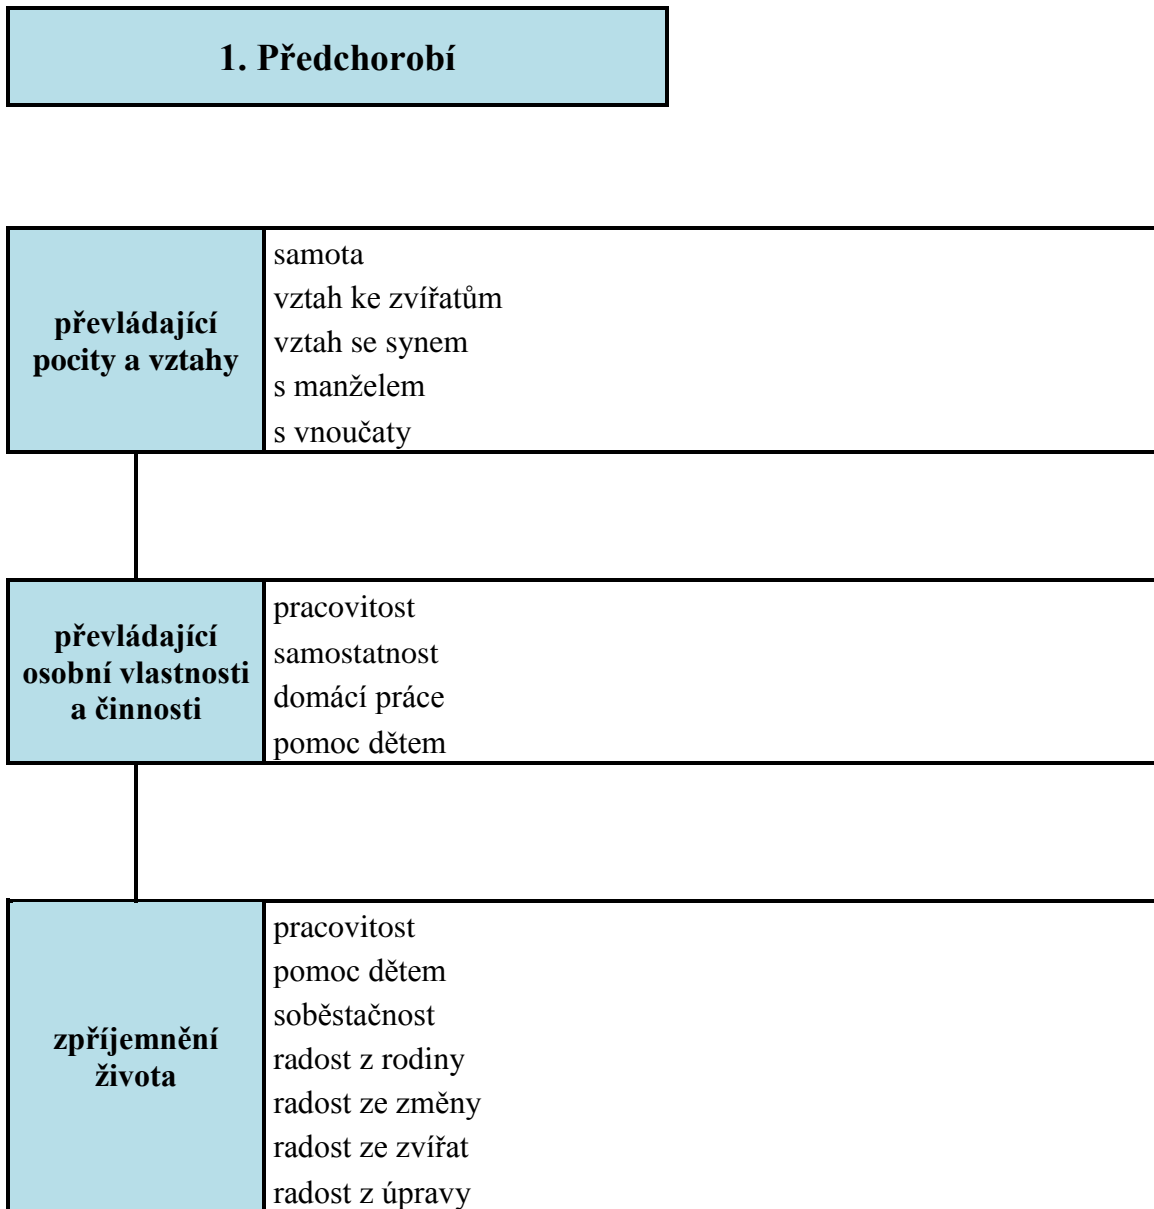 1. Předchorobí
převládající
pocity a vztahy
samota
vztah ke zvířatům
vztah se synem
s manželem
s vnoučaty
převládající
osobní vlastnosti
a činnosti
pracovitost
samostatnost
domácí práce
pomoc dětem
zpříjemnění
života
pracovitost
pomoc dětem
soběstačnost
radost z rodiny
radost ze změny
radost ze zvířat
radost z úpravy